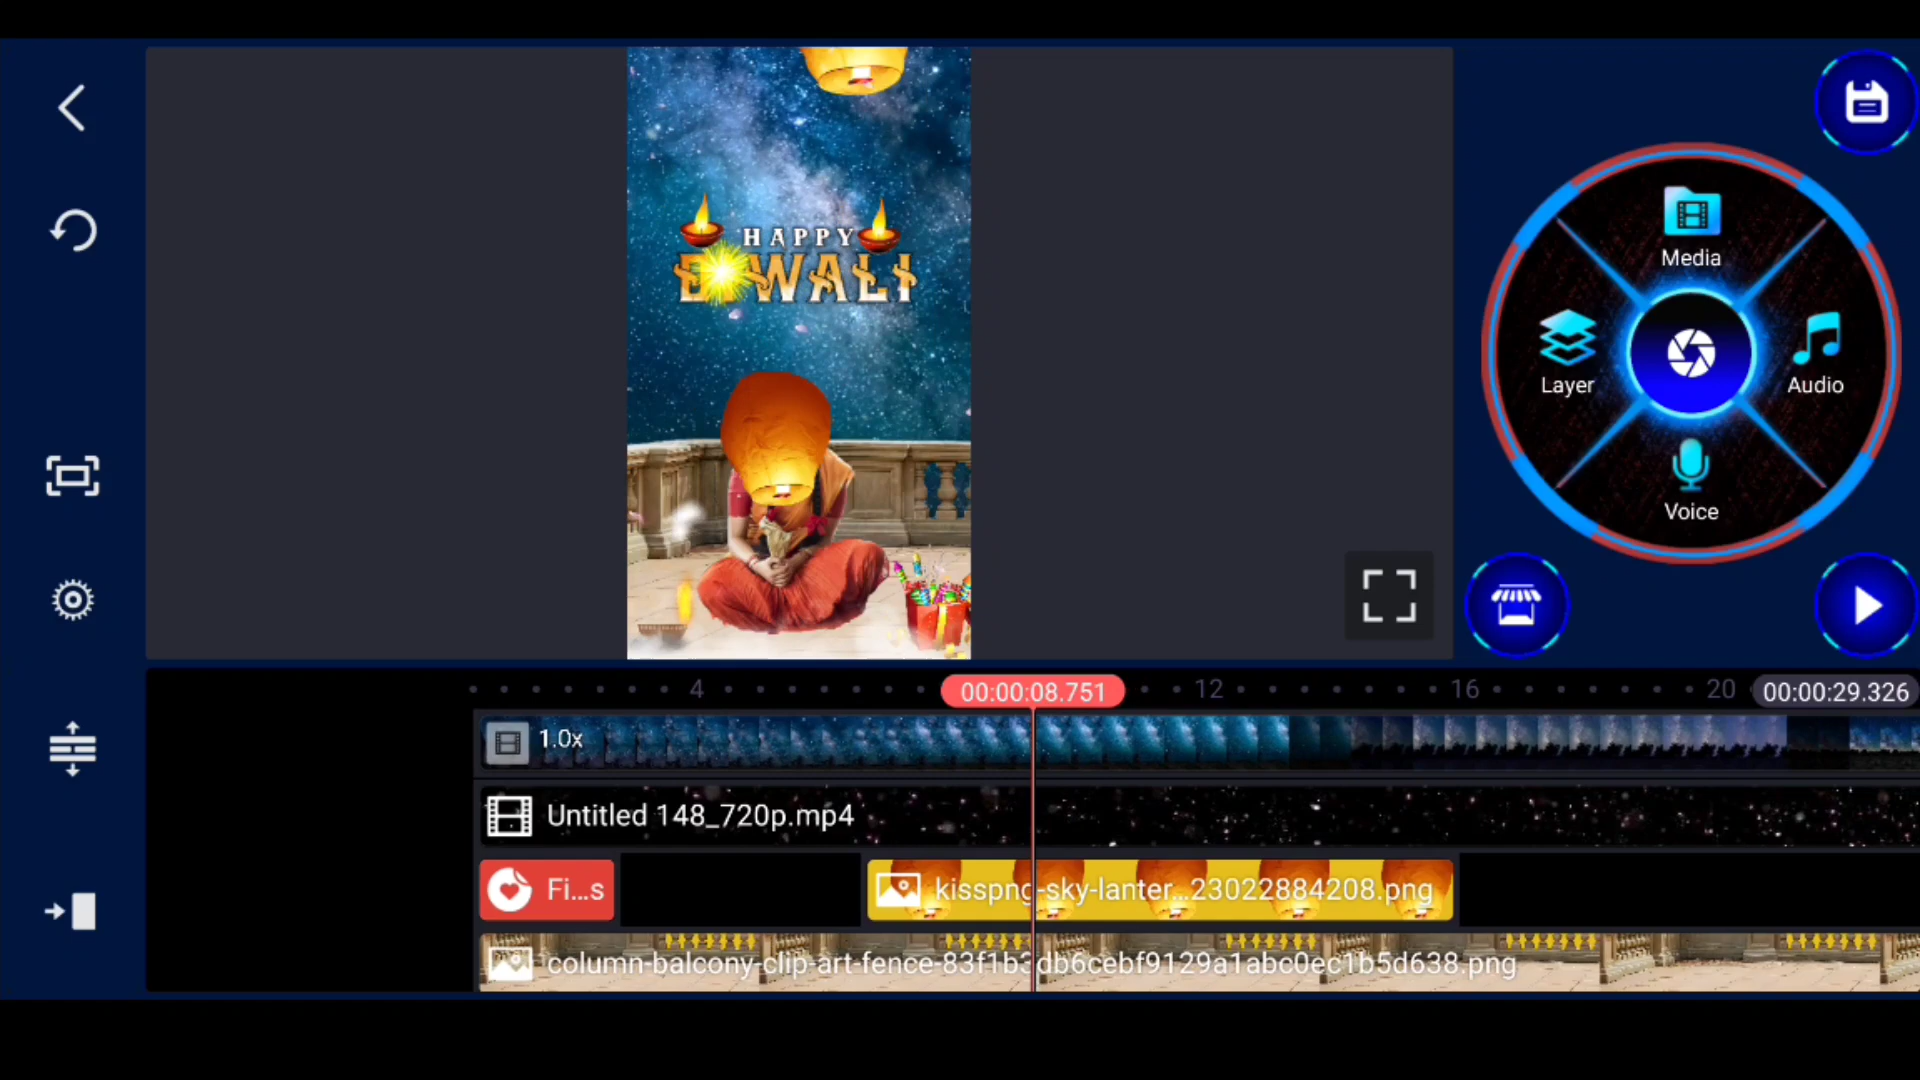 HAPPY
DIWALI
Media
Layer
Audio
Voice
4
00:00:08.751
12
16
20
00:00:29.326
1.0x
Untitled 148_720p.mp4
Fi...s
kisspng-sky-lanter...23022884208.png
column-balcony-clip-art-fence-83f1b3db6cebf9129a1abc0ec1b5d638.png